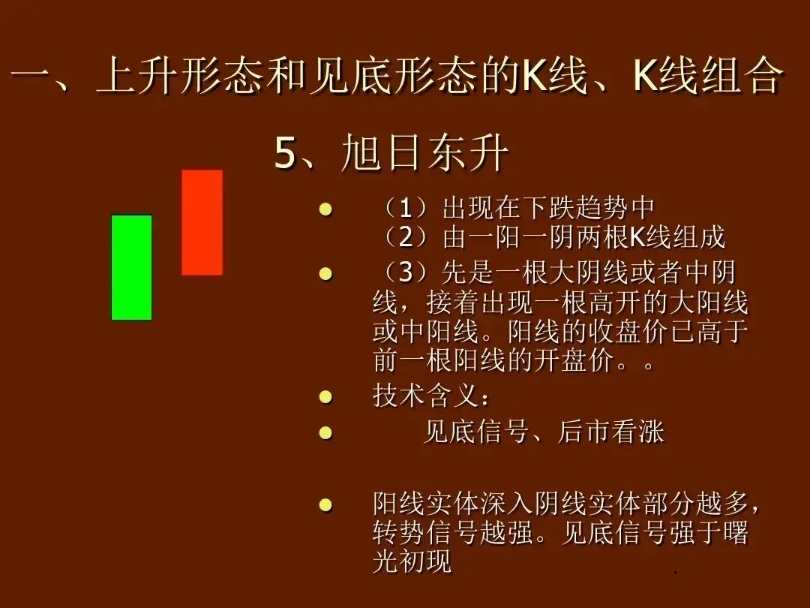 一、上升形态和见底形态的K线、K线组合
5、旭日东升
（1）出现在下跌趋势中
（2）由一阳一阴两根K线组成
（3）先是一根大阴线或者中阴
线，接着出现一根高开的大阳线
或中阳线。阳线的收盘价已高于
前一根阳线的开盘价。。
技术含义：
见底信号、后市看涨
阳线实体深入阴线实体部分越多，
转势信号越强。见底信号强于曙
光初现
.